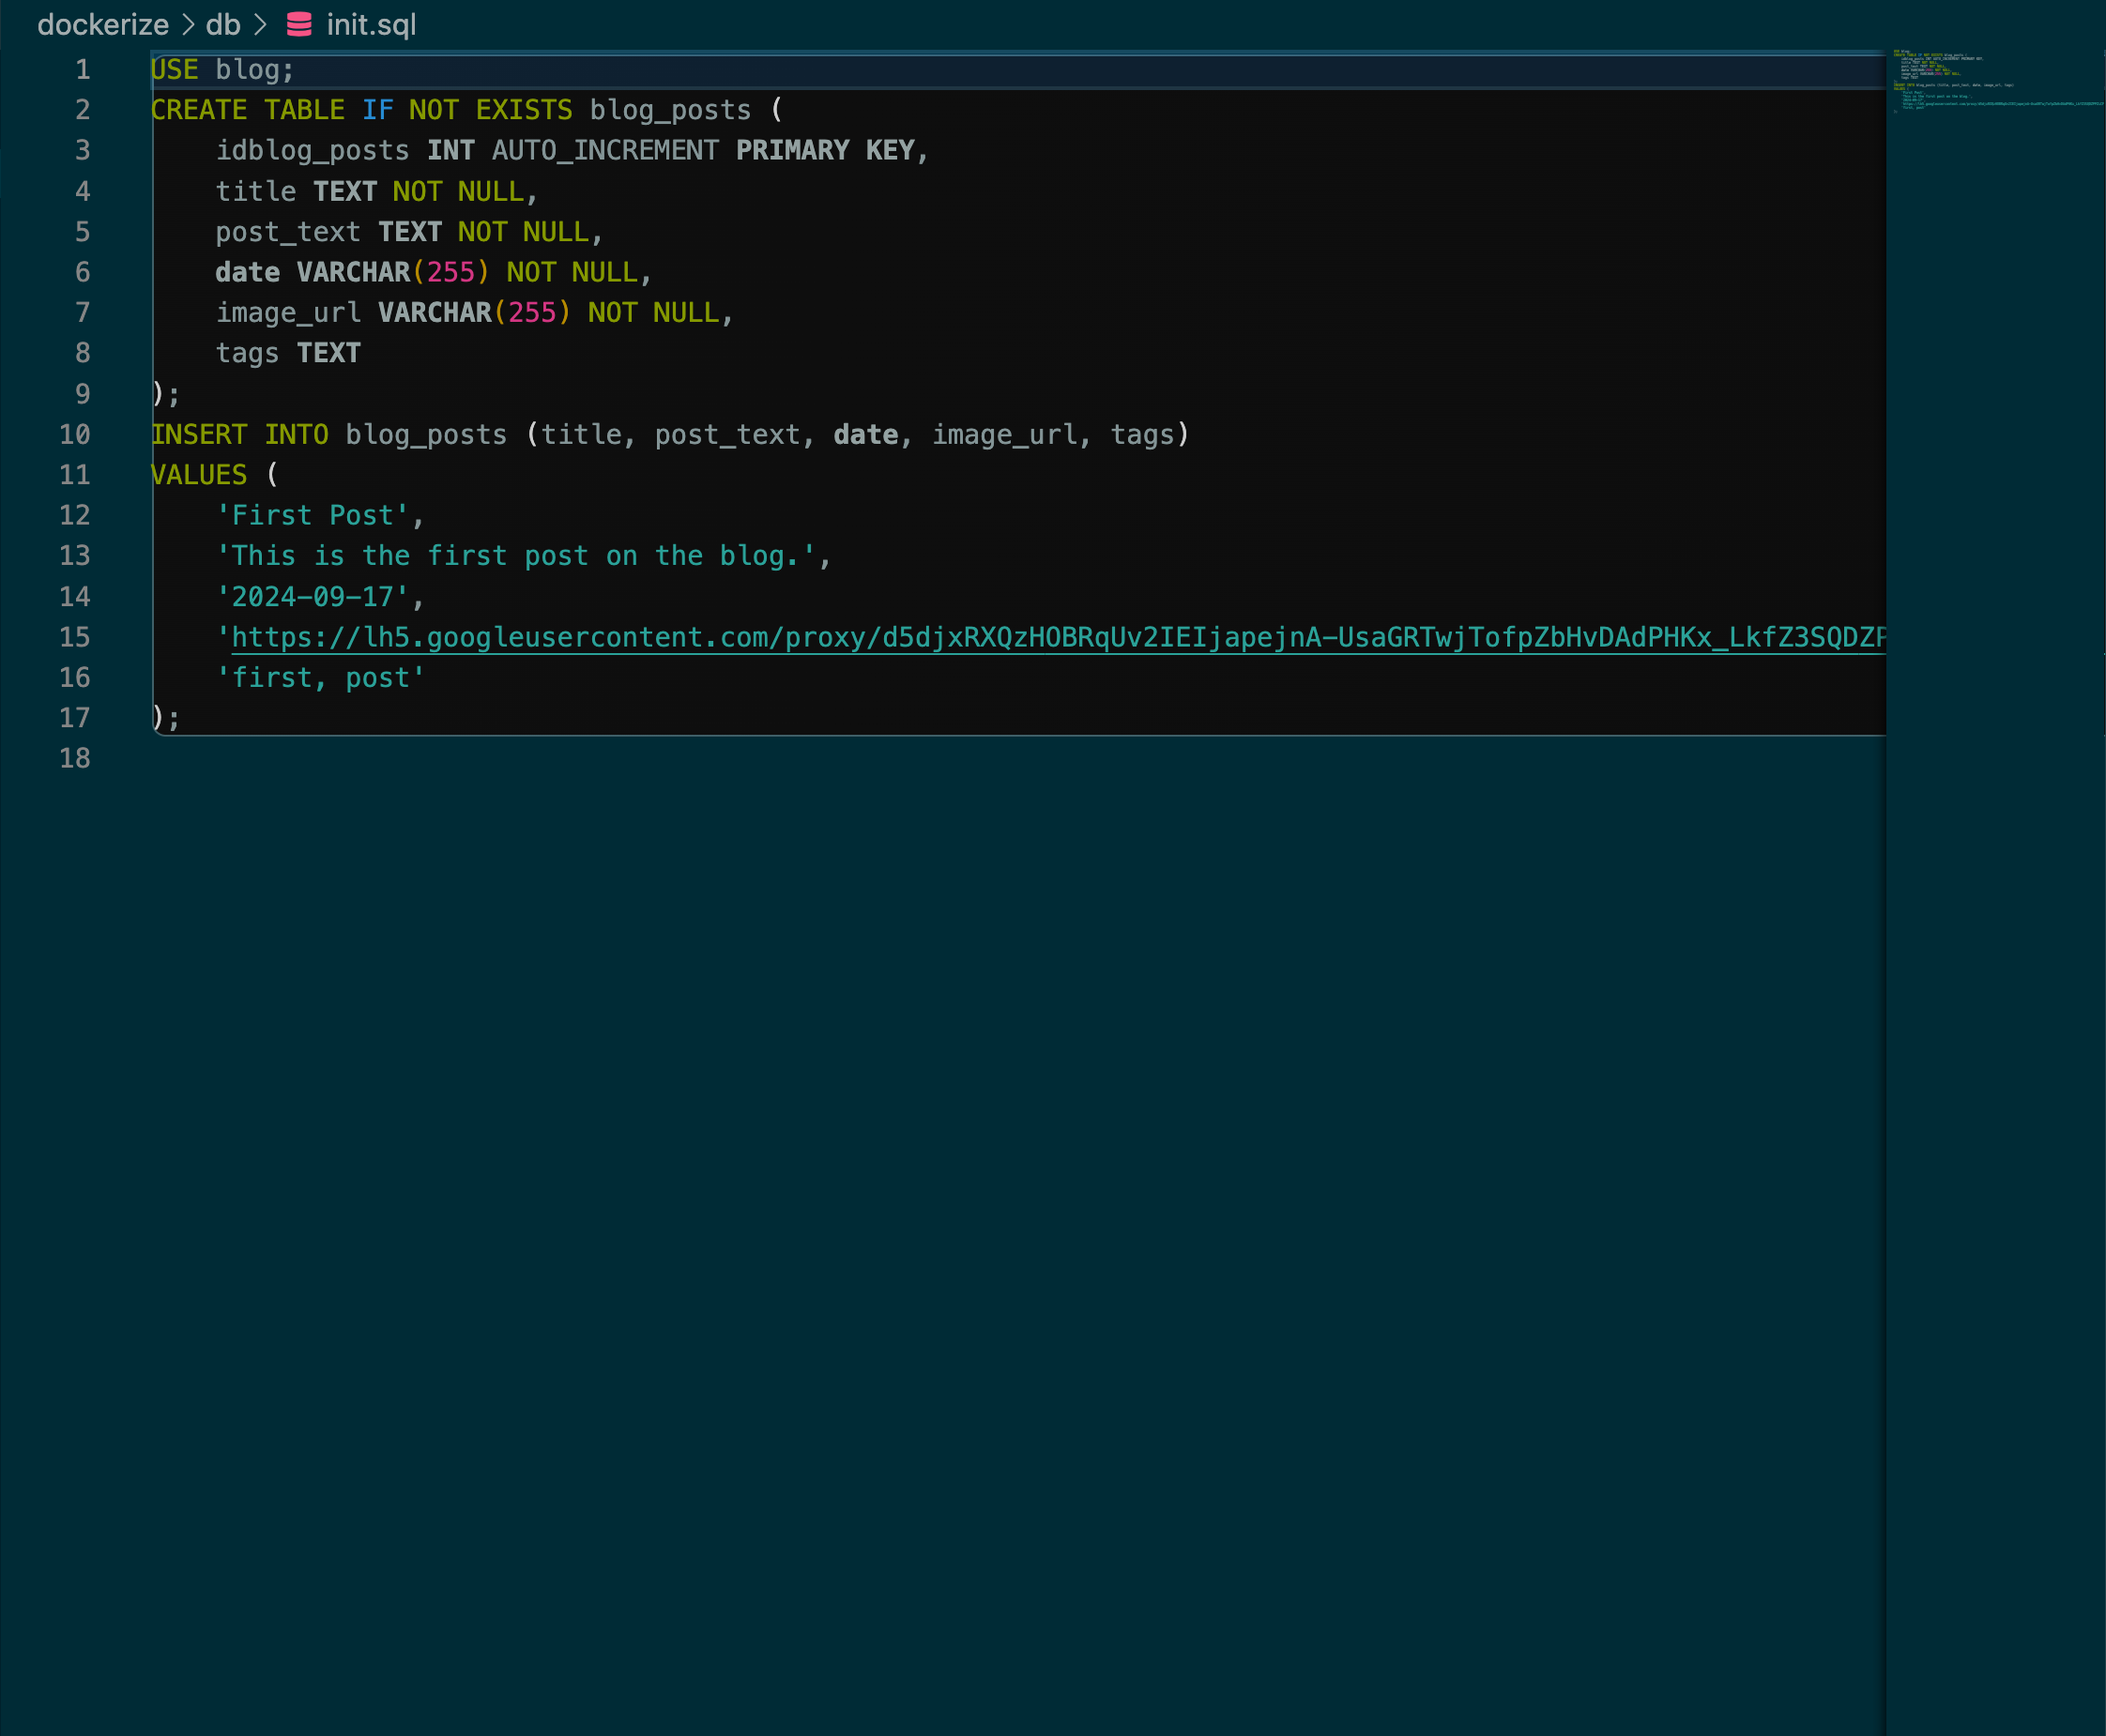 dockerize > db > init.sql
1 USE blog;
2 CREATE TABLE IF NOT EXISTS blog_posts (
3     idblog_posts INT AUTO_INCREMENT PRIMARY KEY,
4     title TEXT NOT NULL,
5     post_text TEXT NOT NULL,
6     date VARCHAR(255) NOT NULL,
7     image_url VARCHAR(255) NOT NULL,
8     tags TEXT
9 );
10 INSERT INTO blog_posts (title, post_text, date, image_url, tags)
11 VALUES (
12     'First Post',
13     'This is the first post on the blog.',
14     '2024-09-17',
15     'https://lh5.googleusercontent.com/proxy/d5djxRXQzHOBRqUv2IEIjapejnA-UsaGRTwjTofpZbHvDAdPHKx_LkfZ3SQDZP
16     'first, post'
17 );
18